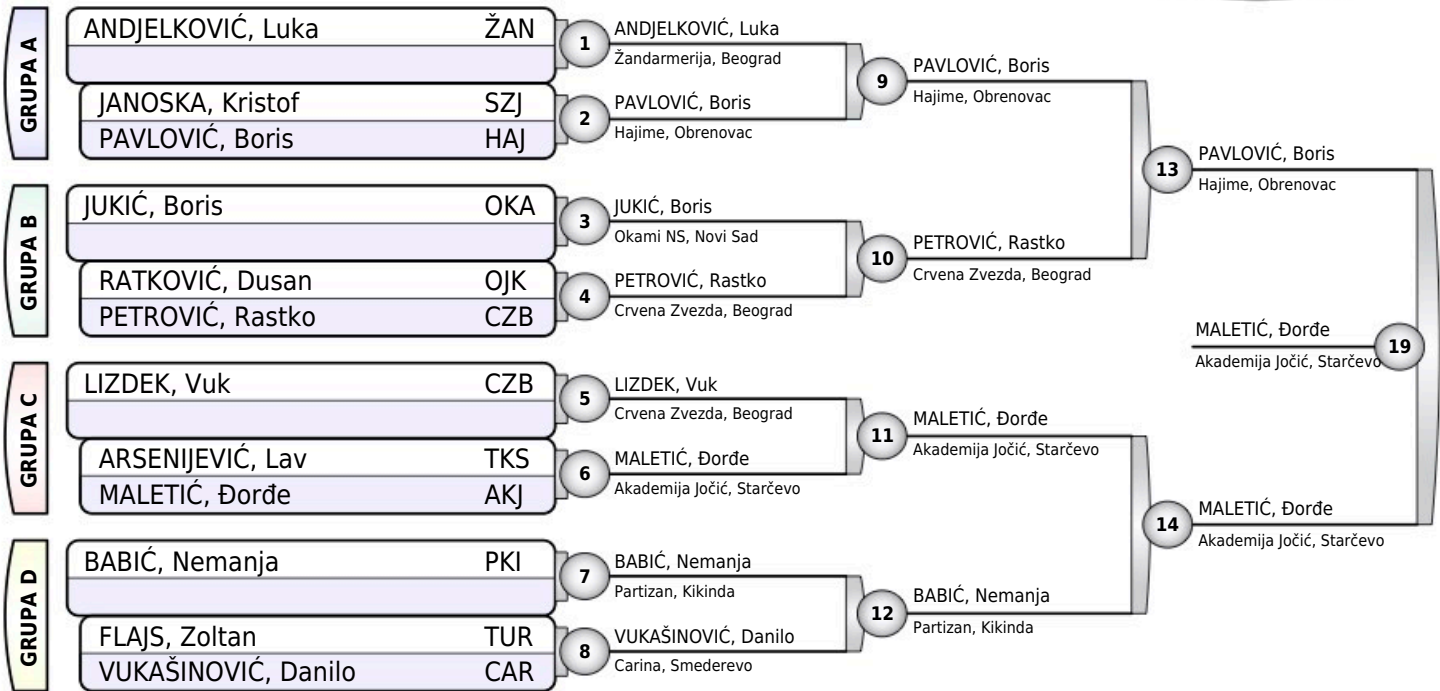 GRUPA A
ANDJELKOVIĆ, Luka ŽAN
JANOSKA, Kristof SZJ
PAVLOVIĆ, Boris HAJ
GRUPA B
JUKIĆ, Boris OKA
RATKOVIĆ, Dusan OJK
PETROVIĆ, Rastko CZB
GRUPA C
LIZDEK, Vuk CZB
ARSENIJEVIĆ, Lav TKS
MALETIĆ, Đorđe AKJ
GRUPA D
BABIĆ, Nemanja PKI
FLAJS, Zoltan TUR
VUKAŠINOVIĆ, Danilo CAR
1
ANDJELKOVIĆ, Luka
Žandarmerija, Beograd
2
PAVLOVIĆ, Boris
Hajime, Obrenovac
3
JUKIĆ, Boris
Okami NS, Novi Sad
4
PETROVIĆ, Rastko
Crvena Zvezda, Beograd
5
LIZDEK, Vuk
Crvena Zvezda, Beograd
6
MALETIĆ, Đorđe
Akademija Jočić, Starčevo
7
BABIĆ, Nemanja
Partizan, Kikinda
8
VUKAŠINOVIĆ, Danilo
Carina, Smederevo
9
PAVLOVIĆ, Boris
Hajime, Obrenovac
10
PETROVIĆ, Rastko
Crvena Zvezda, Beograd
11
MALETIĆ, Đorđe
Akademija Jočić, Starčevo
12
BABIĆ, Nemanja
Partizan, Kikinda
13
PAVLOVIĆ, Boris
Hajime, Obrenovac
14
MALETIĆ, Đorđe
Akademija Jočić, Starčevo
MALETIĆ, Đorđe
Akademija Jočić, Starčevo
19